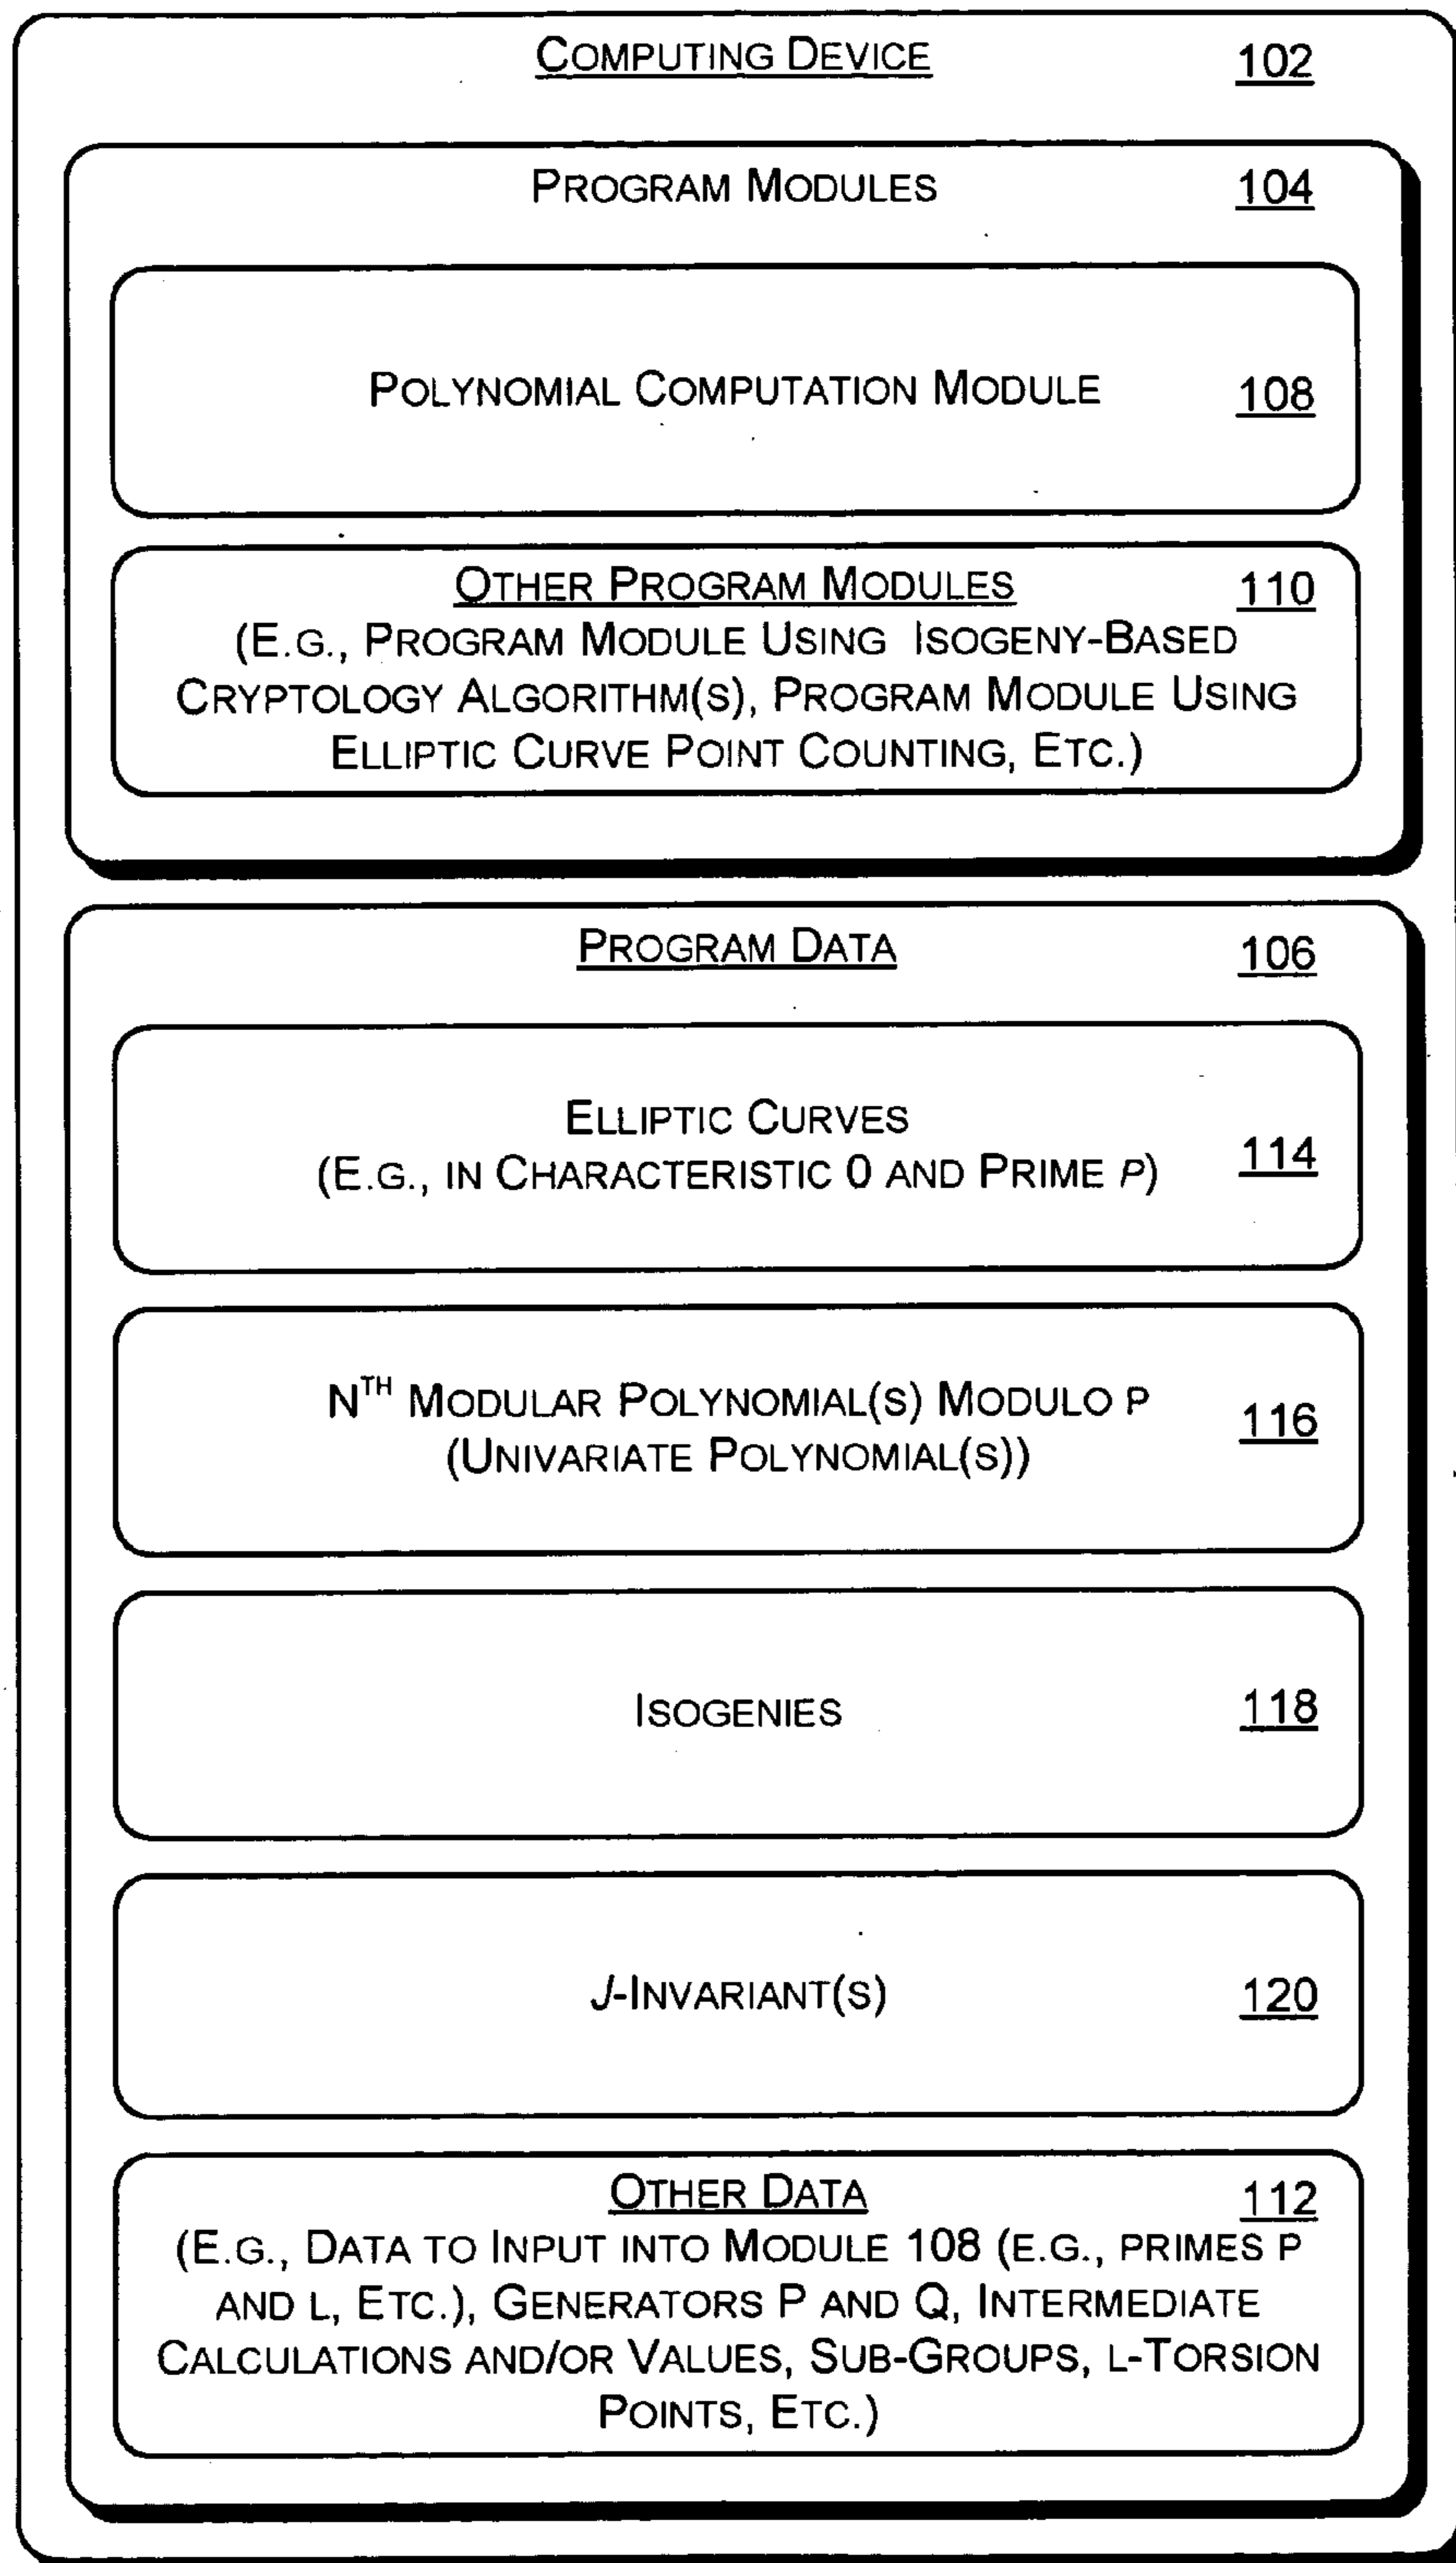 COMPUTING DEVICE 102
PROGRAM MODULES 104
POLYNOMIAL COMPUTATION MODULE 108
OTHER PROGRAM MODULES 110
(E.G., PROGRAM MODULE USING ISOGENY-BASED
CRYPTOLOGY ALGORITHM(S), PROGRAM MODULE USING
ELLIPTIC CURVE POINT COUNTING, ETC.)
PROGRAM DATA 106
ELLIPTIC CURVES
(E.G., IN CHARACTERISTIC 0 AND PRIME P) 114
NTH MODULAR POLYNOMIAL(S) MODULO P
(UNIVARIATE POLYNOMIAL(S)) 116
ISOGENIES 118
J-INVARIANT(S) 120
OTHER DATA 112
(E.G., DATA TO INPUT INTO MODULE 108 (E.G., PRIMES P
AND L, ETC.), GENERATORS P AND Q, INTERMEDIATE
CALCULATIONS AND/OR VALUES, SUB-GROUPS, L-TORSION
POINTS, ETC.)